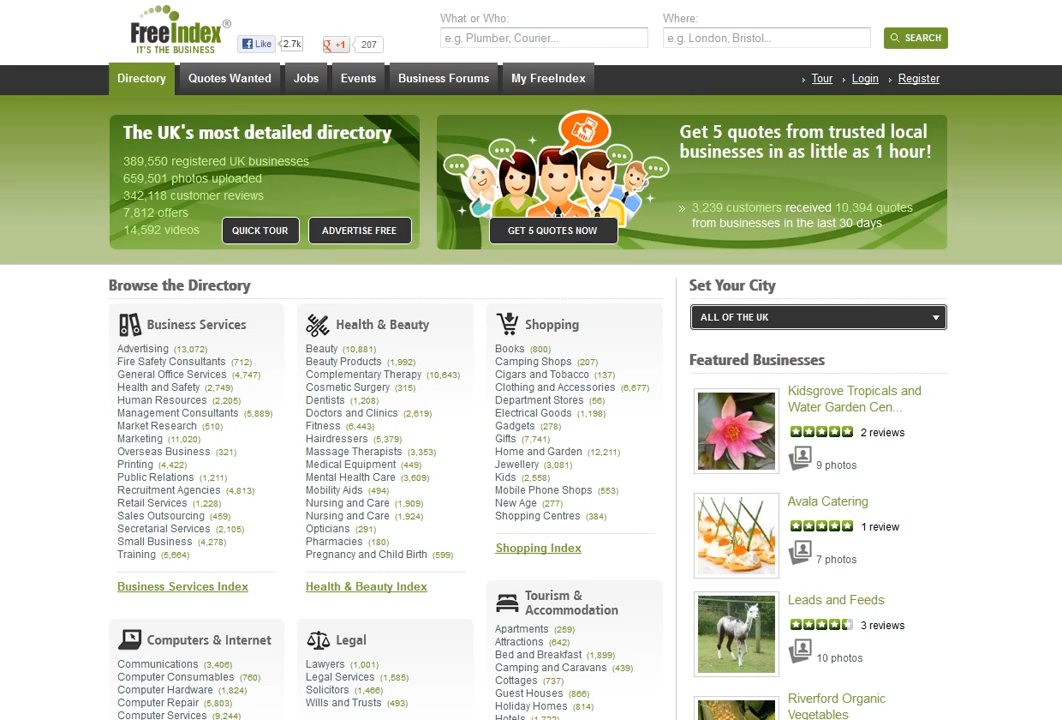 FreeIndex®
IT'S THE BUSINESS
Like 2.7k
+1 207
What or Who:
e.g. Plumber, Courier...
Where:
e.g. London, Bristol...
SEARCH
Directory
Quotes Wanted
Jobs
Events
Business Forums
My FreeIndex
Tour
Login
Register
The UK's most detailed directory
389,550 registered UK businesses
659,501 photos uploaded
342,118 customer reviews
7,812 offers
14,592 videos
QUICK TOUR
ADVERTISE FREE
GET 5 QUOTES NOW
Get 5 quotes from trusted local
businesses in as little as 1 hour!
» 3,239 customers received 10,394 quotes
from businesses in the last 30 days
Browse the Directory
Business Services
Advertising (13,072)
Fire Safety Consultants (712)
General Office Services (4,747)
Health and Safety (2,749)
Human Resources (2,205)
Management Consultants (5,889)
Market Research (510)
Marketing (11,020)
Overseas Business (321)
Printing (4,422)
Public Relations (1,211)
Recruitment Agencies (4,813)
Retail Services (1,228)
Sales Outsourcing (459)
Secretarial Services (2,105)
Small Business (4,278)
Training (5,664)
Business Services Index
Computers & Internet
Communications (3,406)
Computer Consumables (760)
Computer Hardware (1,824)
Computer Repair (5,803)
Computer Services (9,244)
Health & Beauty
Beauty (10,881)
Beauty Products (1,992)
Complementary Therapy (10,643)
Cosmetic Surgery (315)
Dentists (1,208)
Doctors and Clinics (2,619)
Fitness (6,443)
Hairdressers (5,379)
Massage Therapists (3,353)
Medical Equipment (449)
Mental Health Care (3,609)
Mobility Aids (494)
Nursing and Care (1,909)
Nursing and Care (1,924)
Opticians (291)
Pharmacies (180)
Pregnancy and Child Birth (599)
Health & Beauty Index
Legal
Lawyers (1,001)
Legal Services (1,585)
Solicitors (1,466)
Wills and Trusts (493)
Shopping
Books (800)
Camping Shops (207)
Cigars and Tobacco (137)
Clothing and Accessories (6,677)
Department Stores (56)
Electrical Goods (1,198)
Gadgets (278)
Gifts (7,741)
Home and Garden (12,211)
Jewellery (3,081)
Kids (2,558)
Mobile Phone Shops (553)
New Age (277)
Shopping Centres (384)
Shopping Index
Tourism &
Accommodation
Apartments (259)
Attractions (642)
Bed and Breakfast (1,899)
Camping and Caravans (439)
Cottages (737)
Guest Houses (866)
Holiday Homes (814)
Hotels (1,722)
Set Your City
ALL OF THE UK
Featured Businesses
Kidsgrove Tropicals and
Water Garden Cen...
2 reviews
9 photos
Avala Catering
1 review
7 photos
Leads and Feeds
3 reviews
10 photos
Riverford Organic
Vegetables